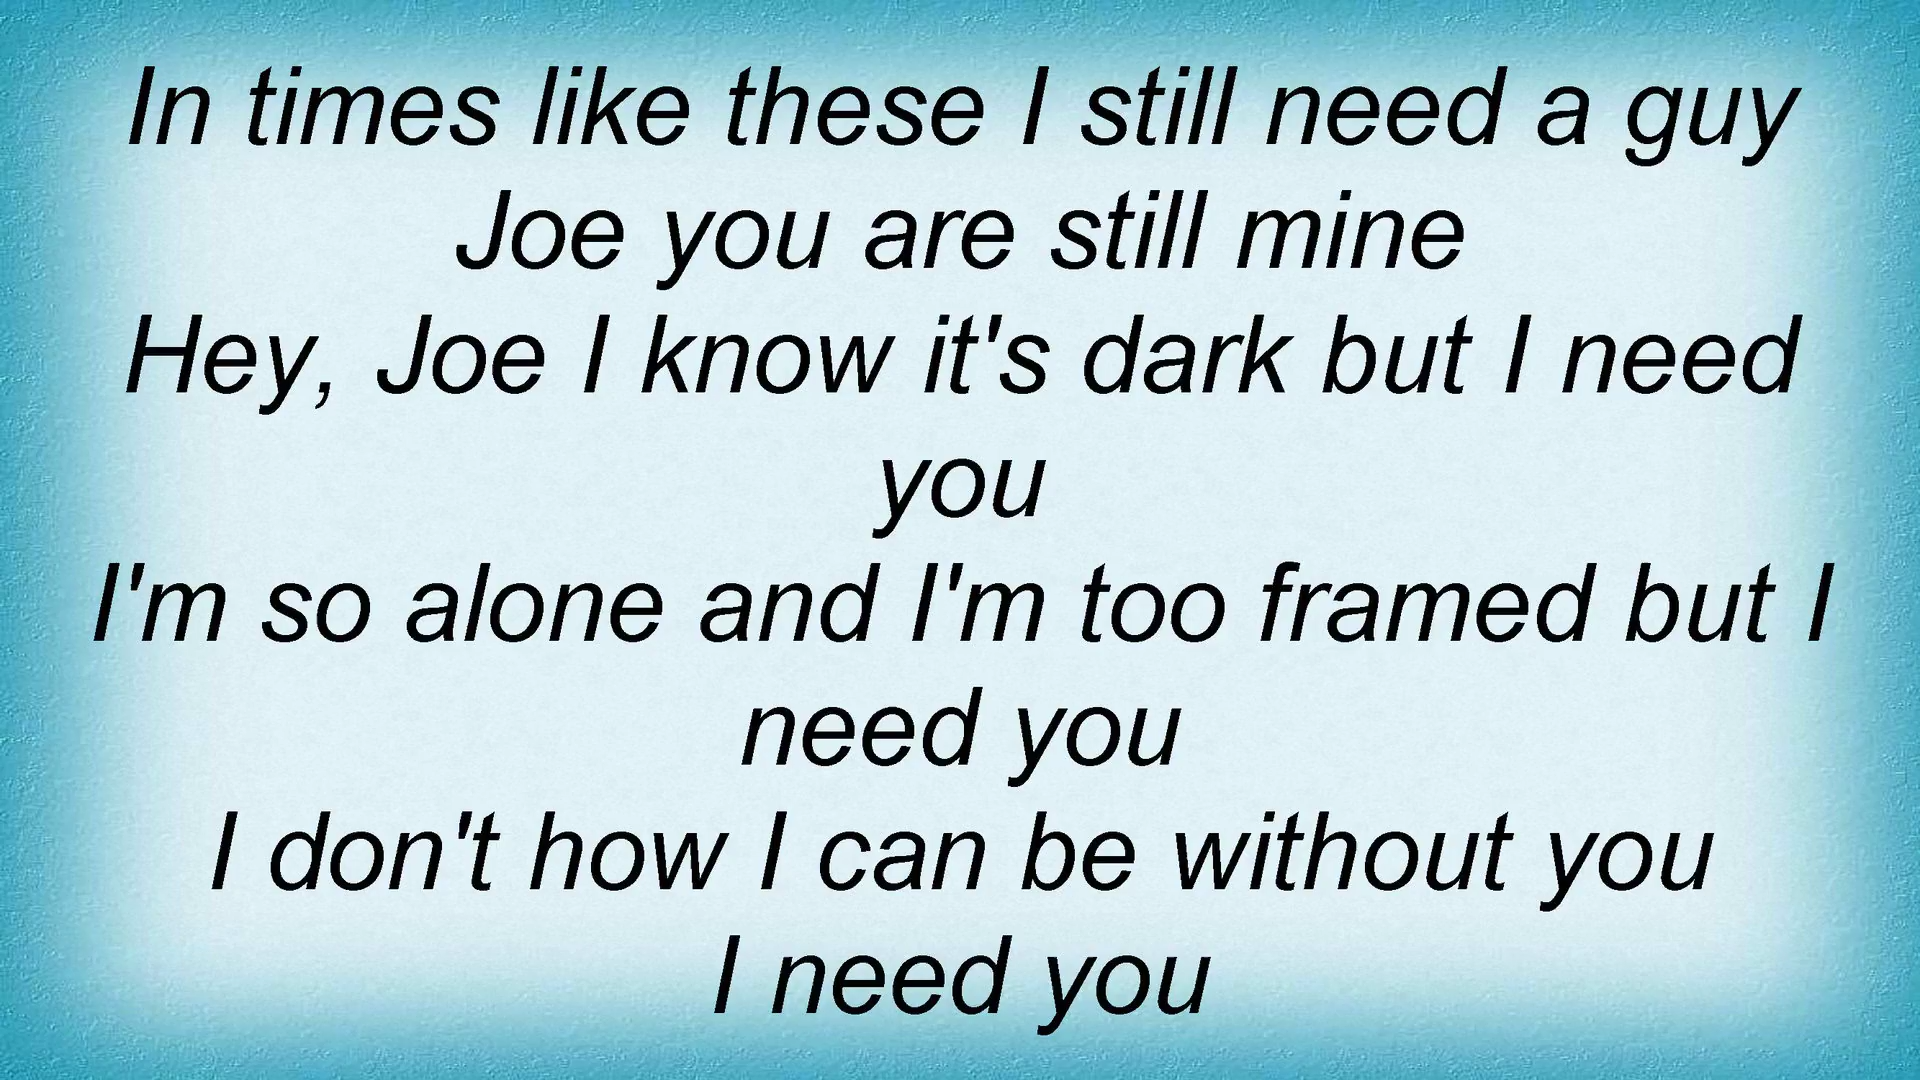 In times like these I still need a guy
Joe you are still mine
Hey, Joe I know it's dark but I need
you
I'm so alone and I'm too framed but I
need you
I don't how I can be without you
I need you